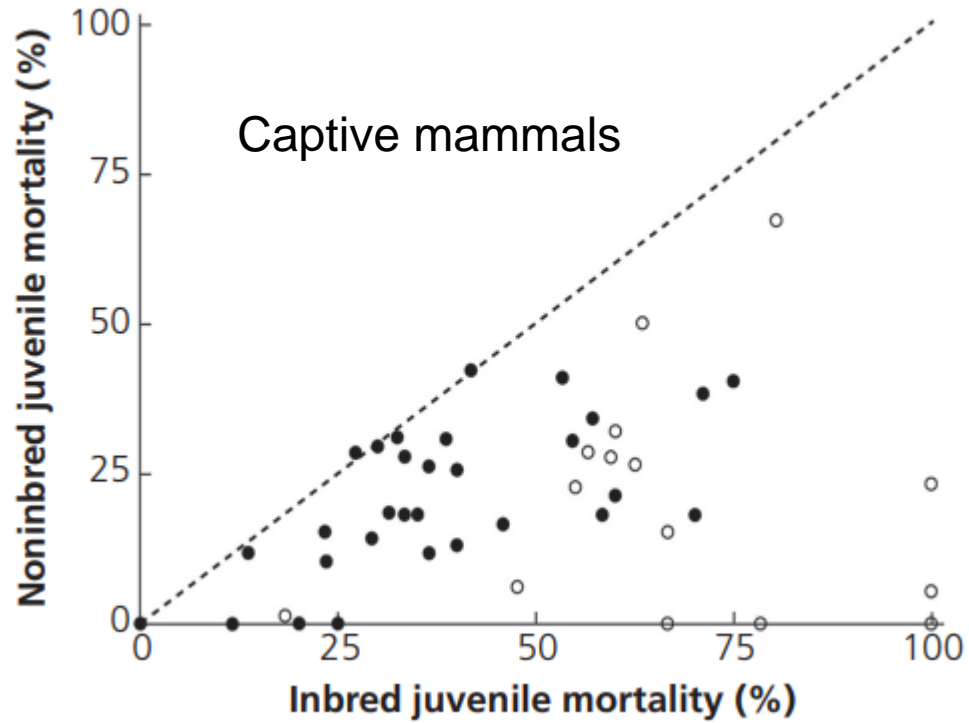 Captive mammals
Noninbred juvenile mortality (%)
100
75
50
25
0
0 25 50 75 100
Inbred juvenile mortality (%)